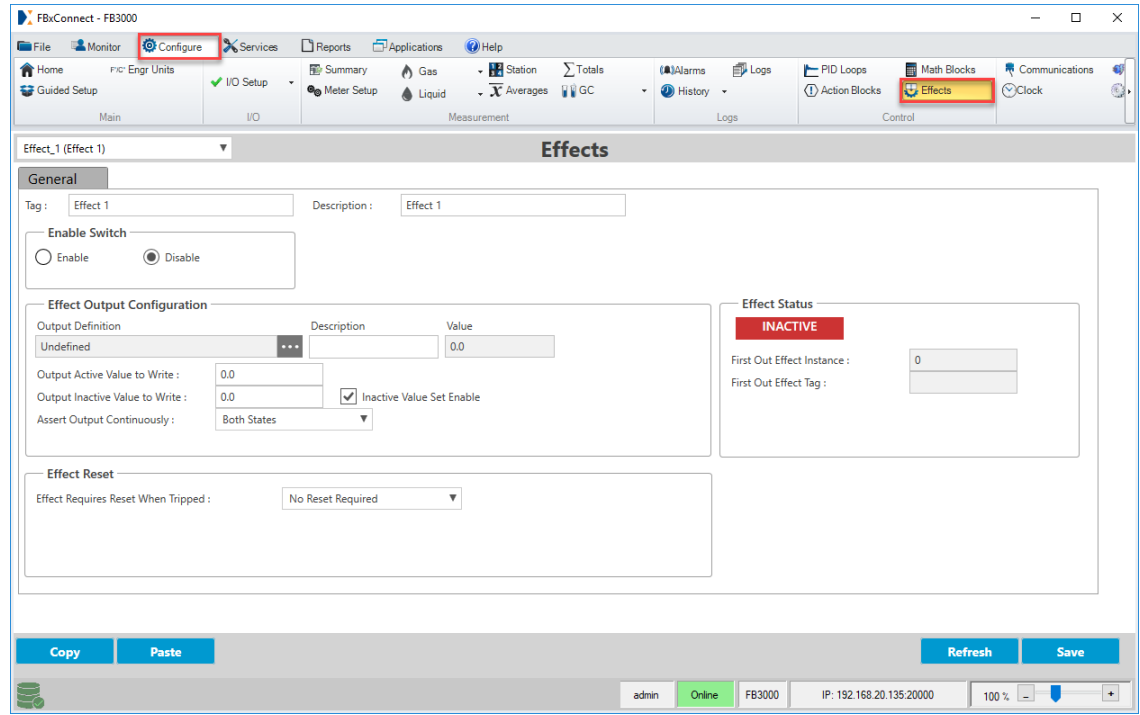 FBxConnect - FB3000
File Monitor Configure Services Reports Applications Help
Home F/C° Engr Units I/O Setup Summary Gas Station Totals Alarms Logs PID Loops Math Blocks Communications
Guided Setup Meter Setup Liquid Averages GC History Action Blocks Effects Clock
Main I/O Measurement Logs Control
Effect_1 (Effect 1) Effects
General
Tag : Effect 1 Description : Effect 1
Enable Switch
Enable Disable
Effect Output Configuration Effect Status
Output Definition Description Value INACTIVE
Undefined ... 0.0
First Out Effect Instance : 0
Output Active Value to Write : 0.0
First Out Effect Tag :
Output Inactive Value to Write : 0.0 Inactive Value Set Enable
Assert Output Continuously : Both States
Effect Reset
Effect Requires Reset When Tripped : No Reset Required
Copy Paste Refresh Save
admin Online FB3000 IP: 192.168.20.135:20000 100 % - +